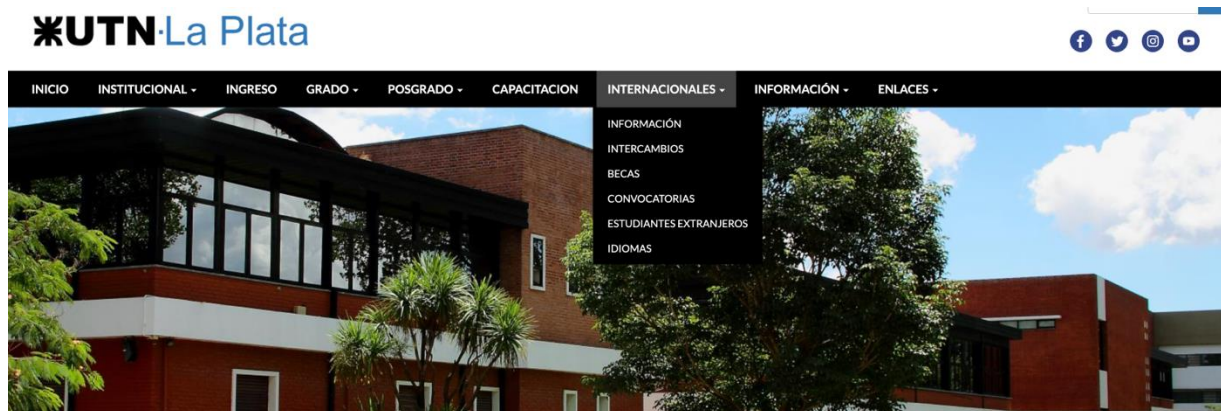 UTN·La Plata
INICIO INSTITUCIONAL INGRESO GRADO POSGRADO CAPACITACION INTERNACIONALES INFORMACIÓN ENLACES
INFORMACIÓN
INTERCAMBIOS
BECAS
CONVOCATORIAS
ESTUDIANTES EXTRANJEROS
IDIOMAS